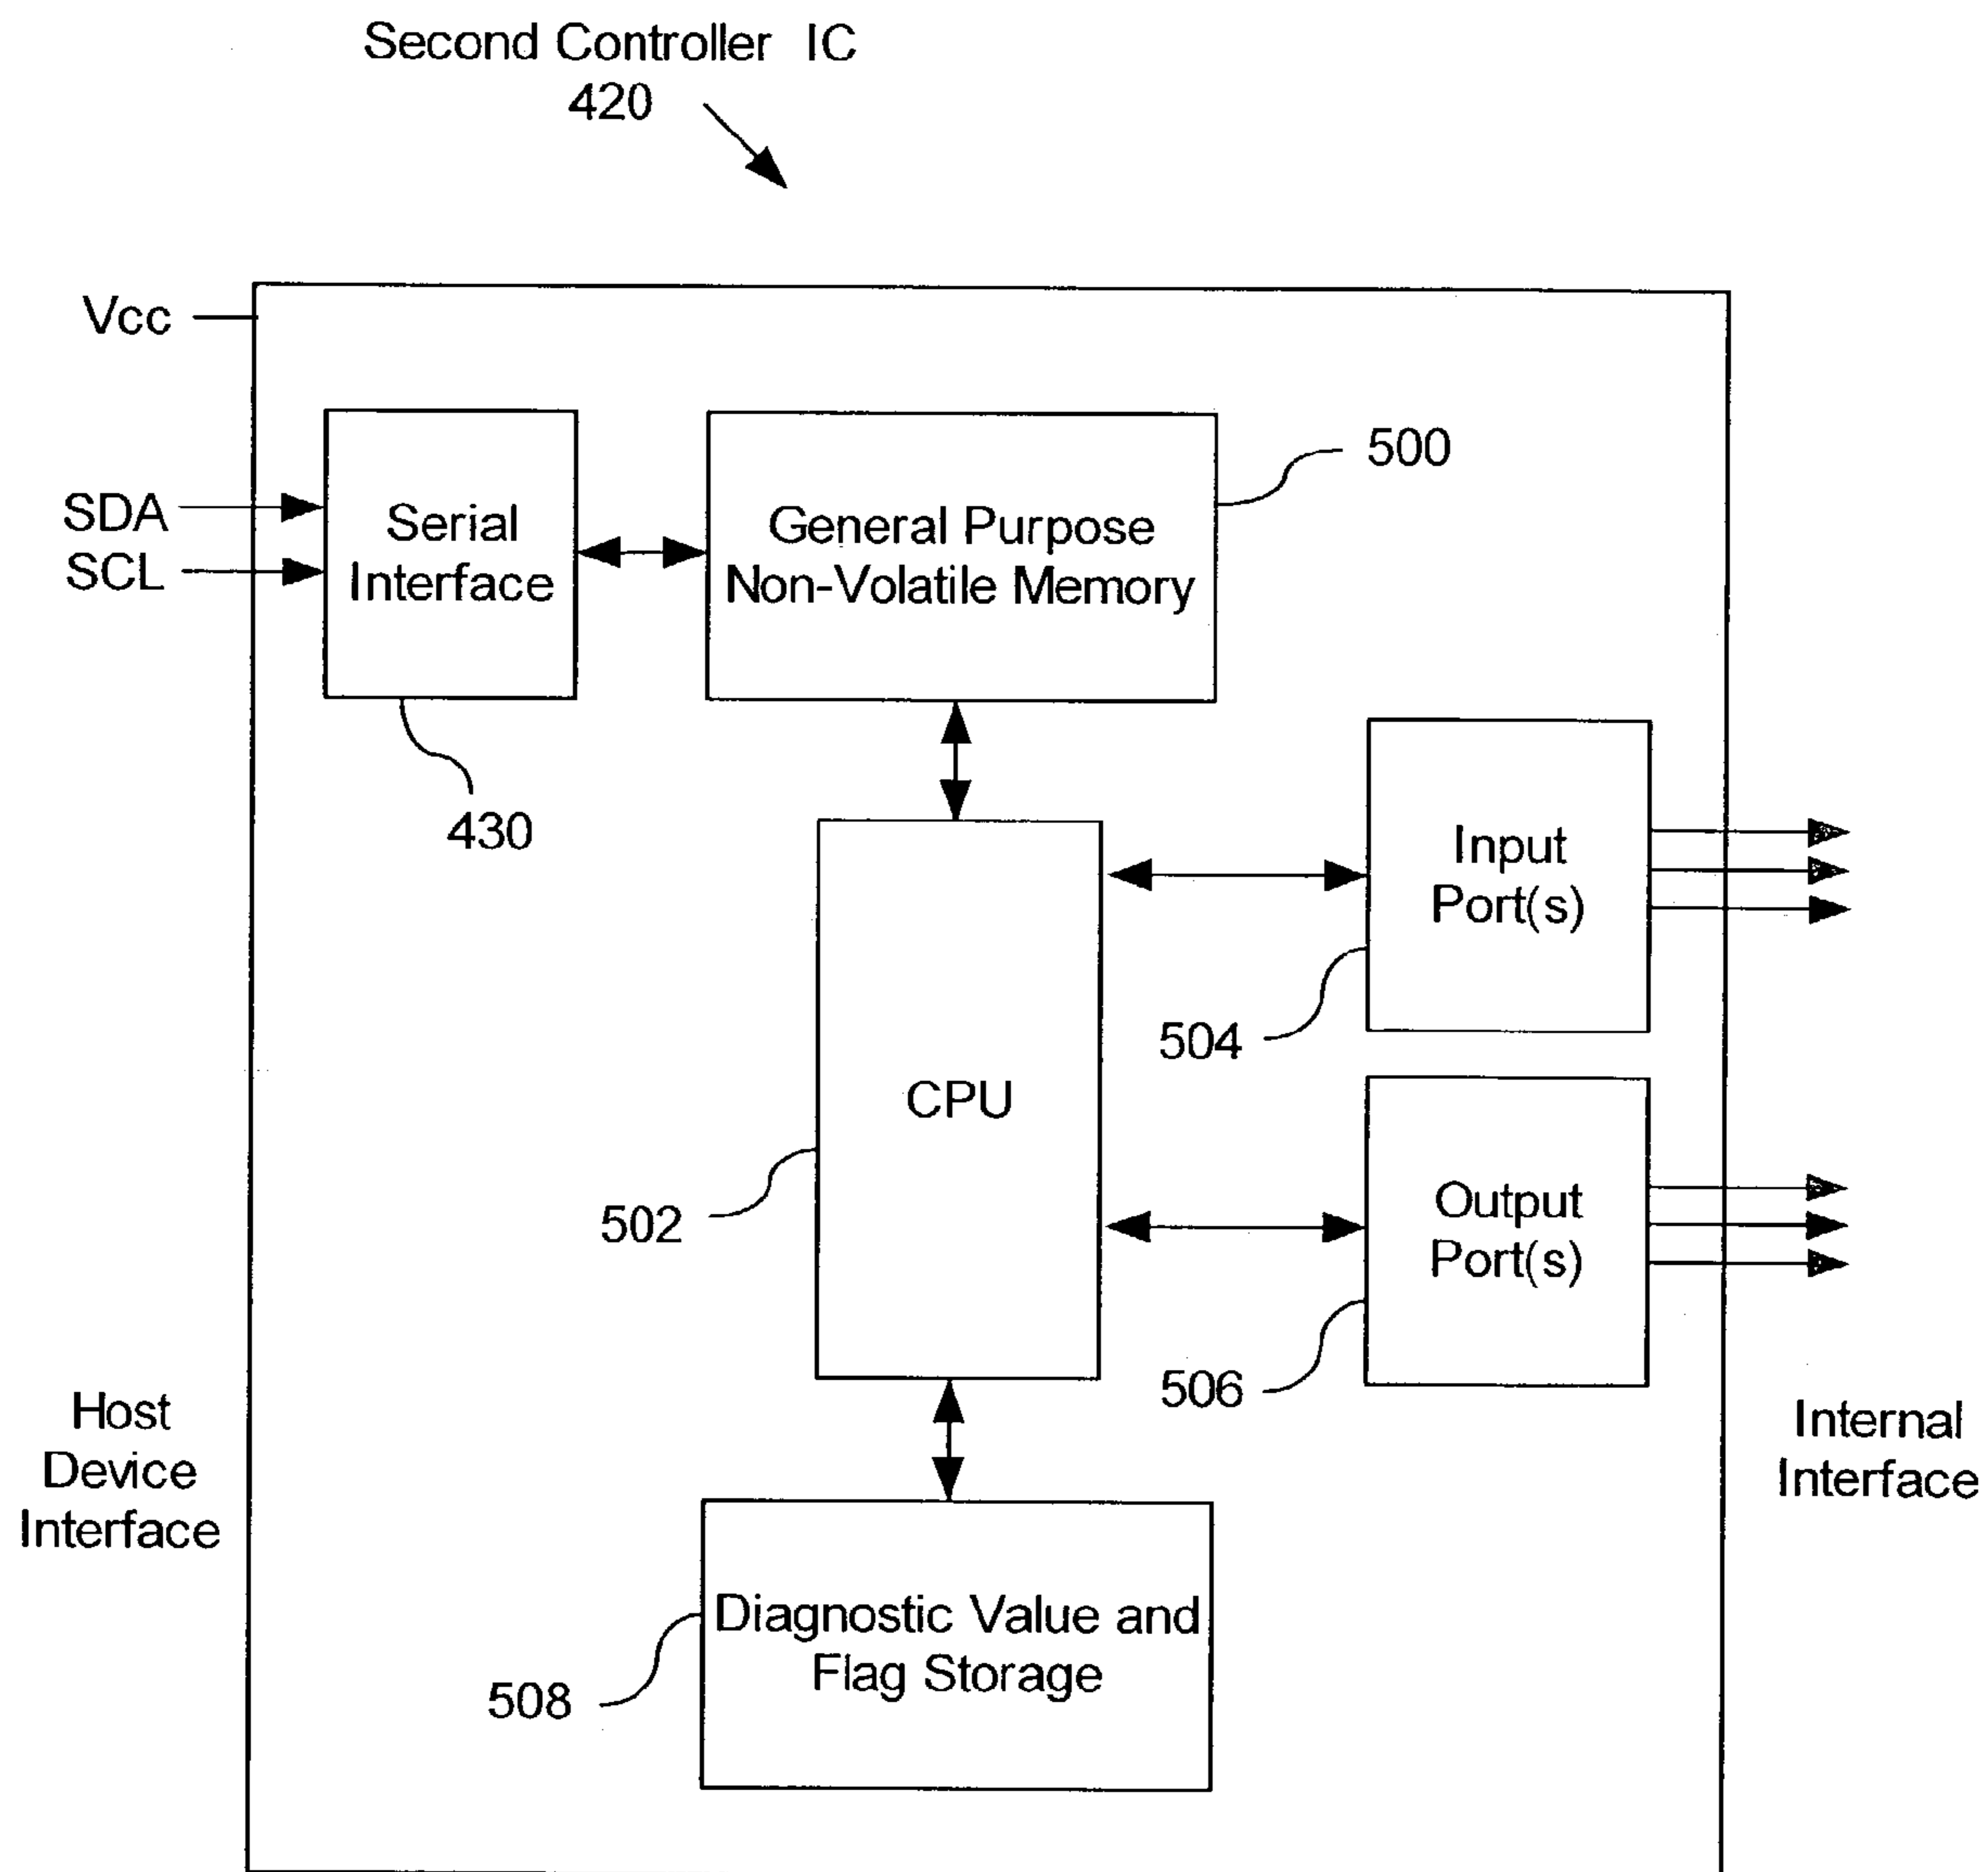 Second Controller IC
420
Vcc
SDA
SCL
Serial
Interface
General Purpose
Non-Volatile Memory
500
430
Input
Port(s)
504
CPU
502
Output
Port(s)
506
Host
Device
Interface
Internal
Interface
Diagnostic Value and
Flag Storage
508